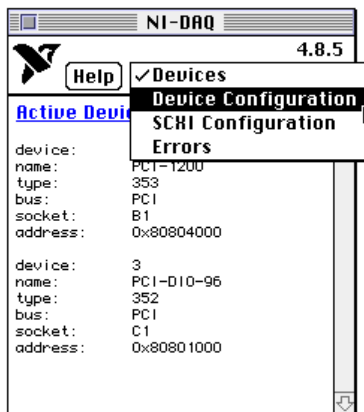 NI-DAQ
4.8.5
Help
✓Devices
Device Configuration
SCXI Configuration
Errors
Active Devi
device:
name: PCI-1200
type: 353
bus: PCI
socket: B1
address: 0x80804000
device: 3
name: PCI-DIO-96
type: 352
bus: PCI
socket: C1
address: 0x80801000